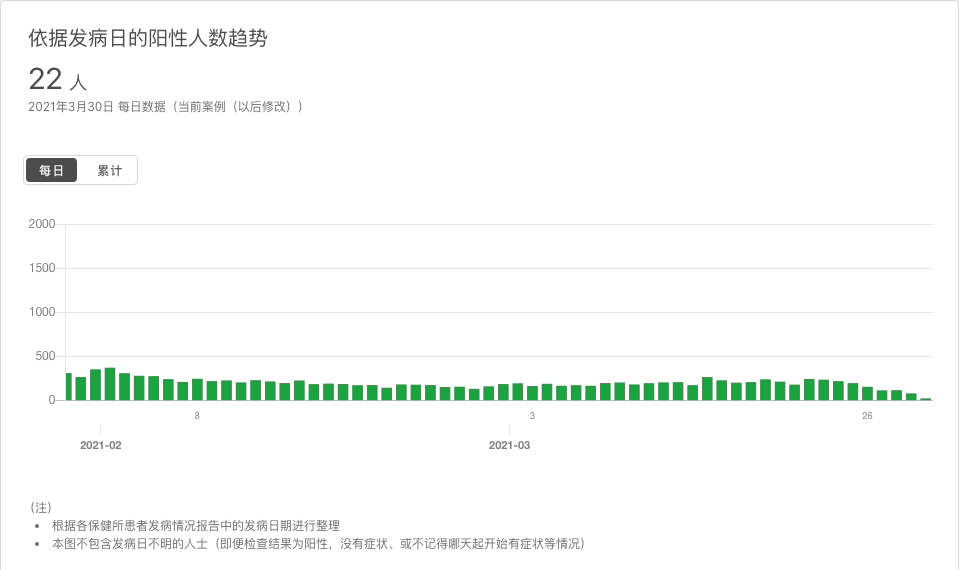 依据发病日的阳性人数趋势
22 人
2021年3月30日 每日数据（当前案例（以后修改））
每日 累计
2000
1500
1000
500
0
8 3 26
2021-02 2021-03
（注）
• 根据各保健所患者发病情况报告中的发病日期进行整理
• 本图不包含发病日不明的人士（即便检查结果为阳性，没有症状、或不记得哪天起开始有症状等情况）